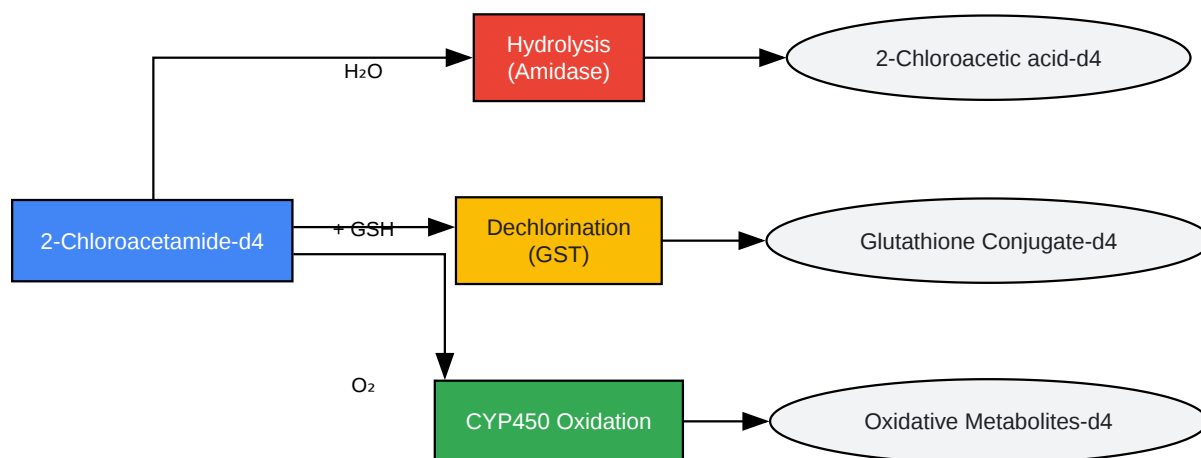 Hydrolysis
(Amidase)
2-Chloroacetic acid-d4
H₂O
2-Chloroacetamide-d4
+ GSH
Dechlorination
(GST)
Glutathione Conjugate-d4
O₂
CYP450 Oxidation
Oxidative Metabolites-d4